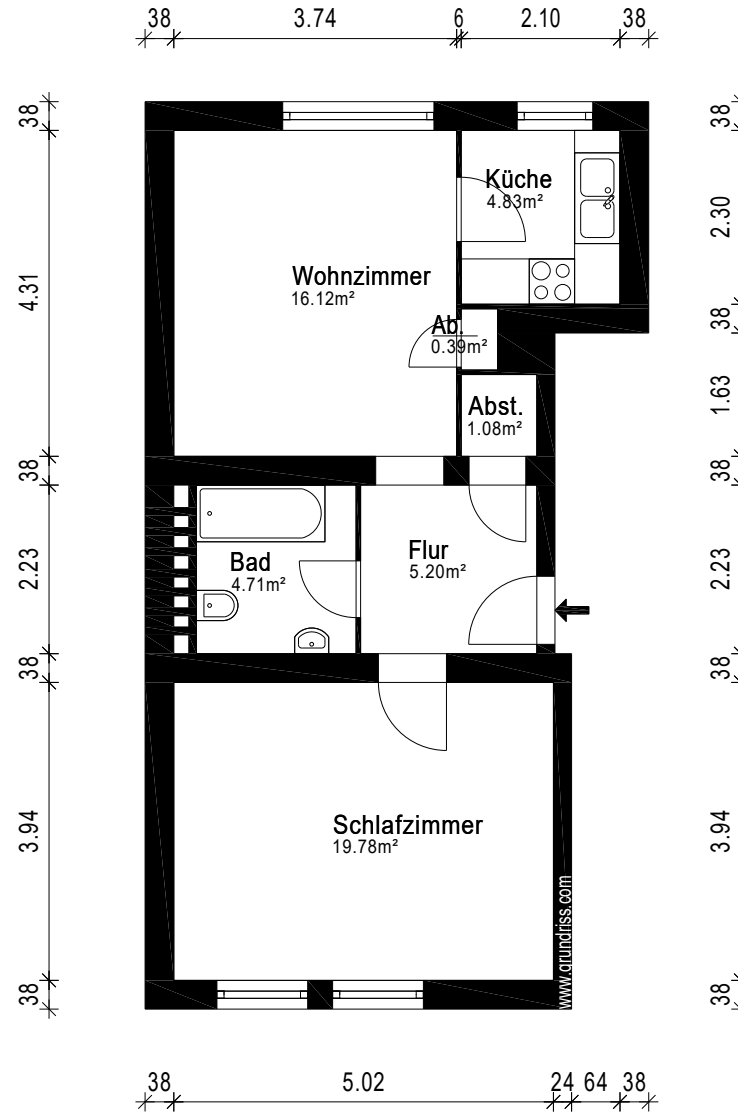 38 3.74 6 2.10 38
38
4.31
38
2.23
38
3.94
38
Küche
4.83m²
Wohnzimmer
16.12m²
Ab.
0.39m²
Abst.
1.08m²
Bad
4.71m²
Flur
5.20m²
Schlafzimmer
19.78m²
www.grundriss.com
38
2.30
38
1.63
38
2.23
38
3.94
38
38 5.02 24 64 38